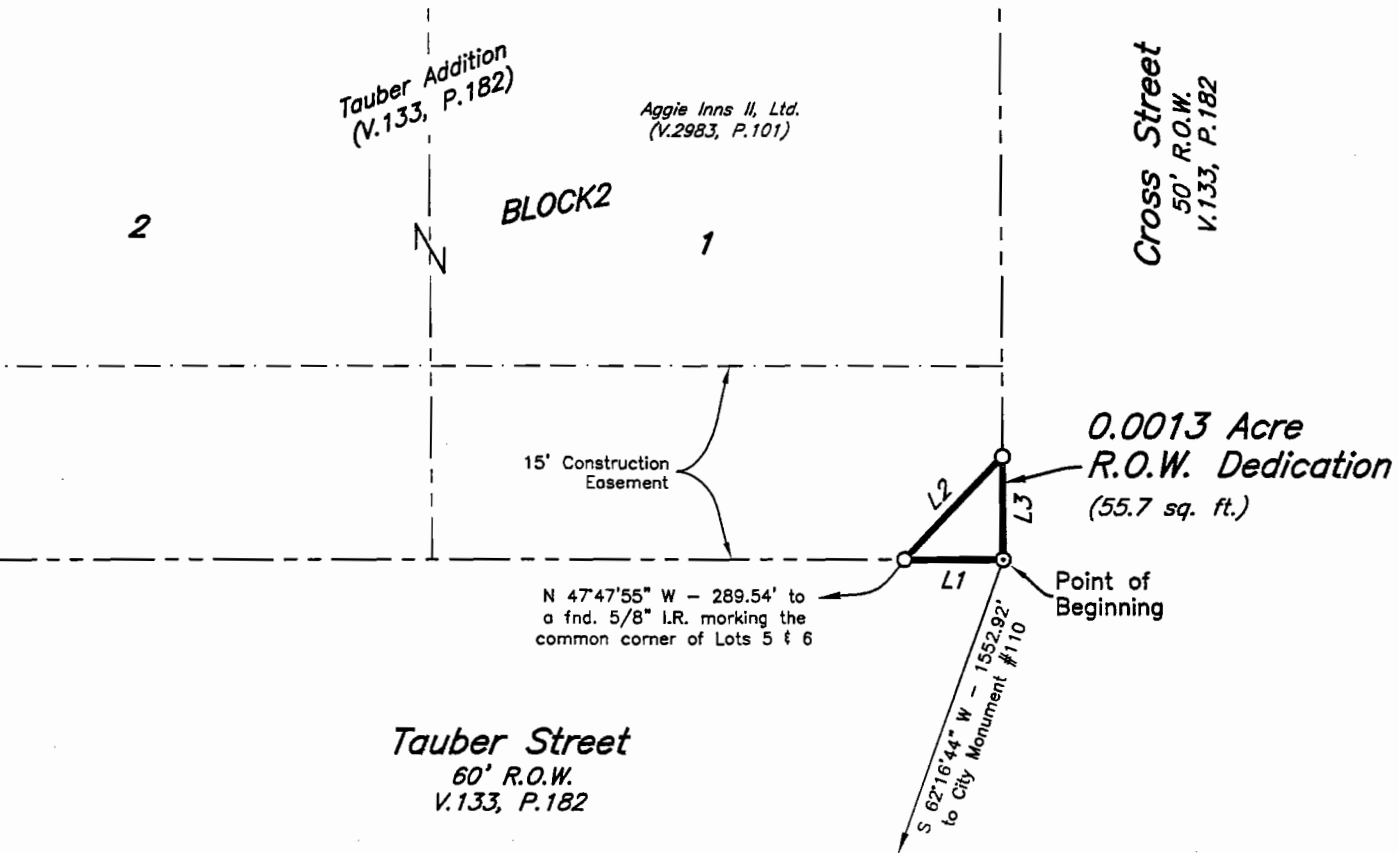 Tauber Addition
(V.133, P.182)
Aggie Inns II, Ltd.
(V.2983, P.101)
Cross Street
50' R.O.W.
V.133, P.182
BLOCK2
2
1
15' Construction
Easement
0.0013 Acre
R.O.W. Dedication
(55.7 sq. ft.)
L2
L3
L1
Point of
Beginning
N 47°47'55" W - 289.54' to
a fnd. 5/8" I.R. marking the
common corner of Lots 5 & 6
S 62°16'44" W - 1552.92'
to City Monument #110
Tauber Street
60' R.O.W.
V.133, P.182